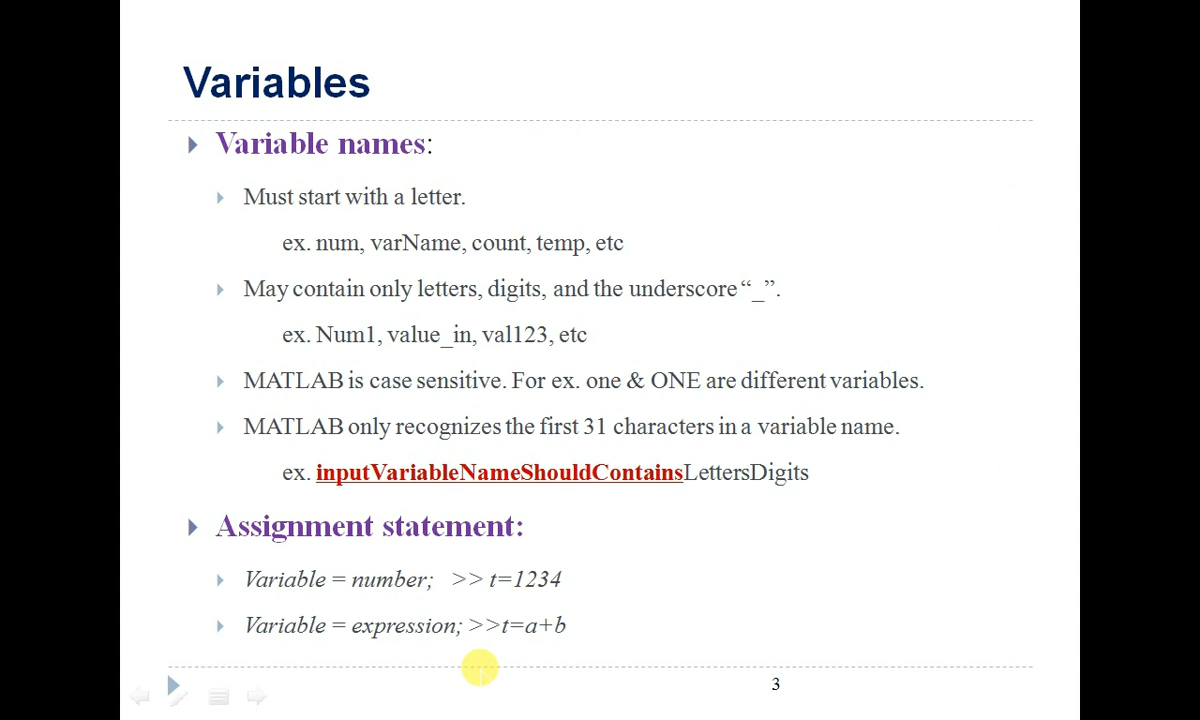 Variables
Variable names:
Must start with a letter.
ex. num, varName, count, temp, etc
May contain only letters, digits, and the underscore “_”.
ex. Num1, value_in, val123, etc
MATLAB is case sensitive. For ex. one & ONE are different variables.
MATLAB only recognizes the first 31 characters in a variable name.
ex. inputVariableNameShouldContainsLettersDigits
Assignment statement:
Variable = number; >> t=1234
Variable = expression; >>t=a+b
3